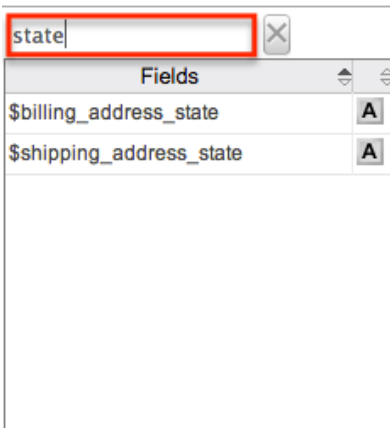 state
Fields
$billing_address_state A
$shipping_address_state A